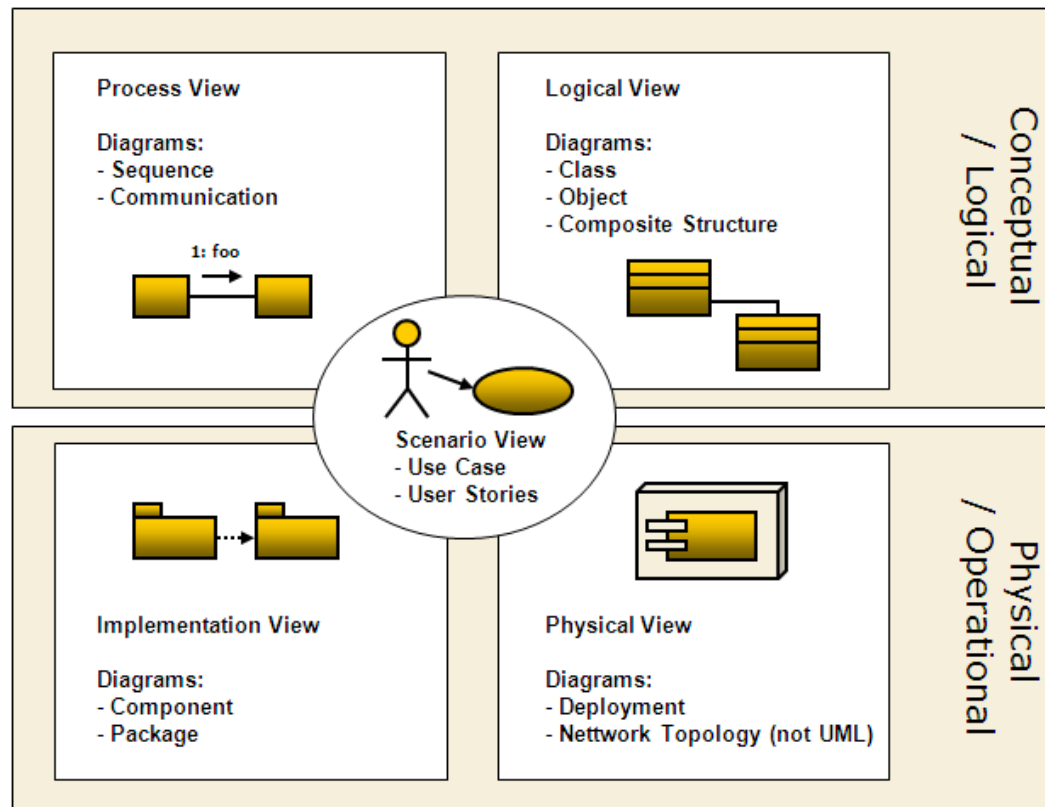 Process View
Diagrams:
- Sequence
- Communication
1: foo
Logical View
Diagrams:
- Class
- Object
- Composite Structure
Conceptual
/ Logical
Scenario View
- Use Case
- User Stories
Implementation View
Diagrams:
- Component
- Package
Physical View
Diagrams:
- Deployment
- Nettwork Topology (not UML)
Physical
/ Operational